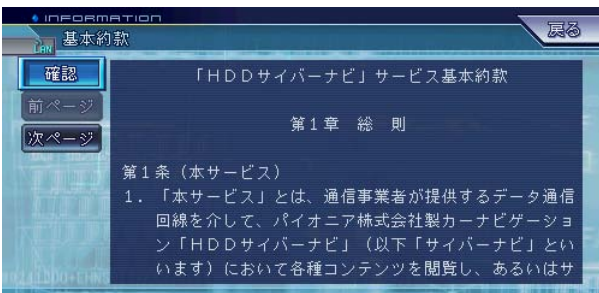 INFORMATION
戻る
LAN
基本約款
確認
前ページ
次ページ
「HDDサイバーナビ」サービス基本約款
第1章 総 則
第1条(本サービス)
1.「本サービス」とは、通信事業者が提供するデータ通信
回線を介して、パイオニア株式会社製カーナビゲーショ
ン「HDDサイバーナビ」(以下「サイバーナビ」とい
います)において各種コンテンツを閲覧し、あるいはサ